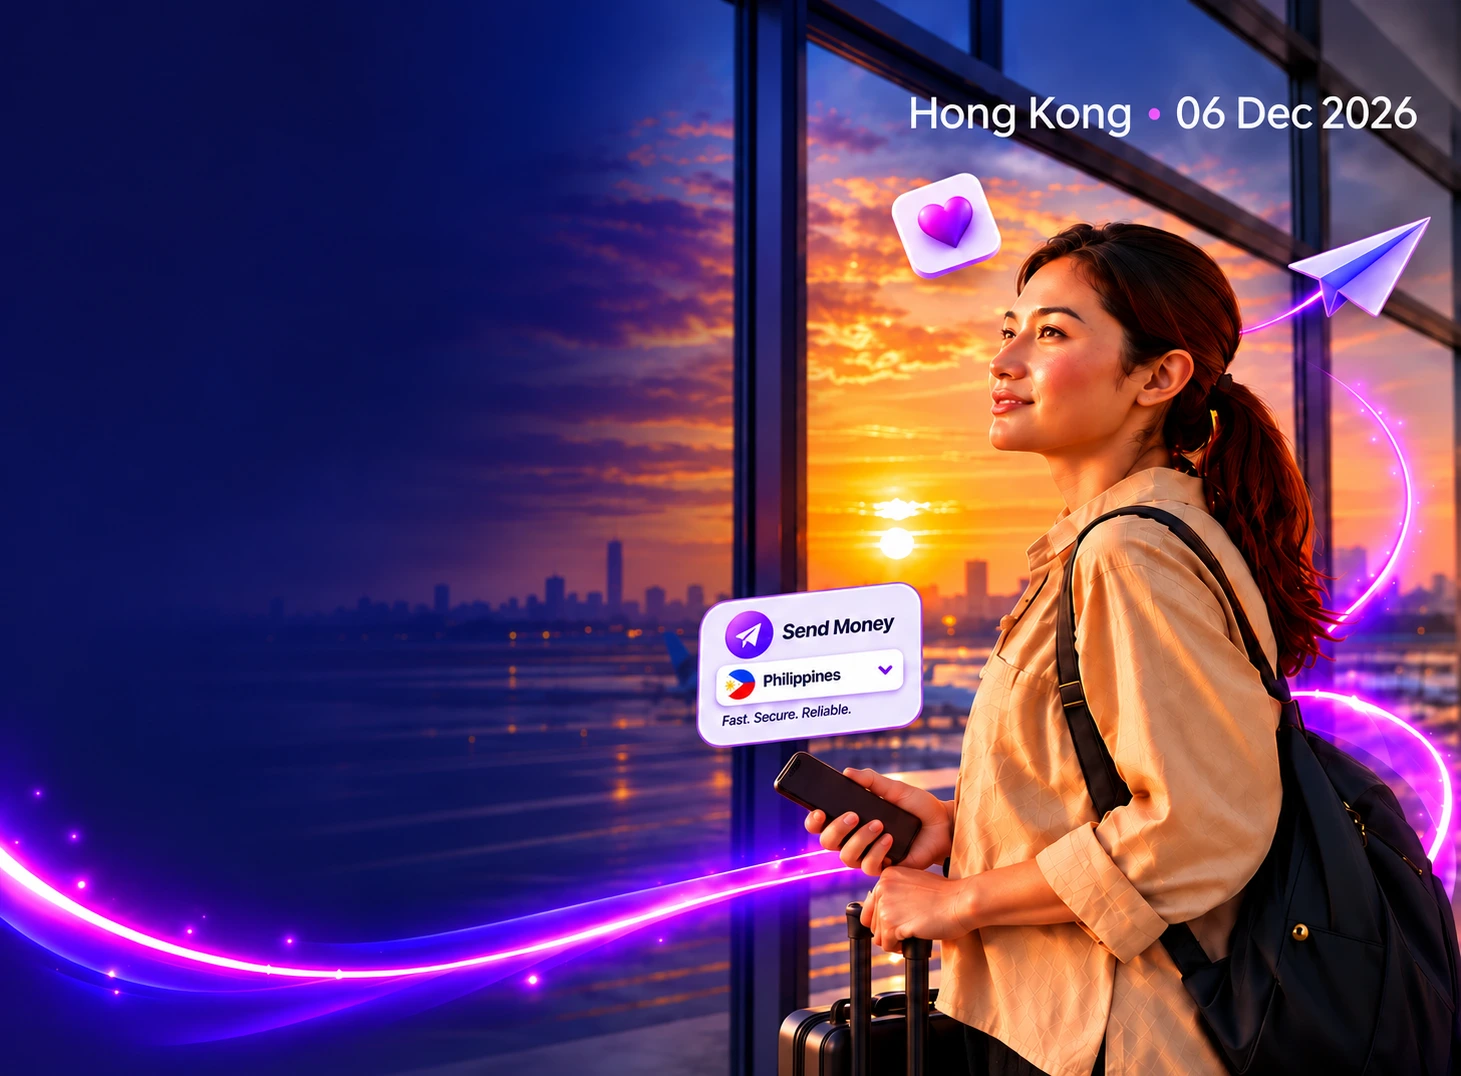 Hong Kong • 06 Dec 2026
Send Money
Philippines
Fast. Secure. Reliable.